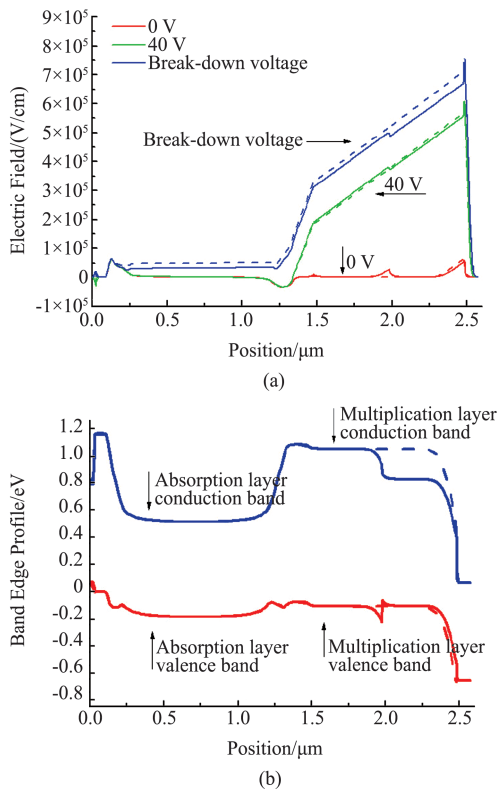 (a)
0 V
40 V
Break-down voltage
9×10⁵
8×10⁵
7×10⁵
6×10⁵
5×10⁵
4×10⁵
3×10⁵
2×10⁵
1×10⁵
0
-1×10⁵
Electric Field/(V/cm)
Break-down voltage
40 V
0 V
0.0 0.5 1.0 1.5 2.0 2.5
Position/μm
(a)
1.2
1.0
0.8
0.6
0.4
0.2
0
-0.2
-0.4
-0.6
-0.8
Band Edge Profile/eV
Multiplication layer
conduction band
Absorption layer
conduction band
Absorption layer
valence band
Multiplication layer
valence band
0.0 0.5 1.0 1.5 2.0 2.5
Position/μm
(b)